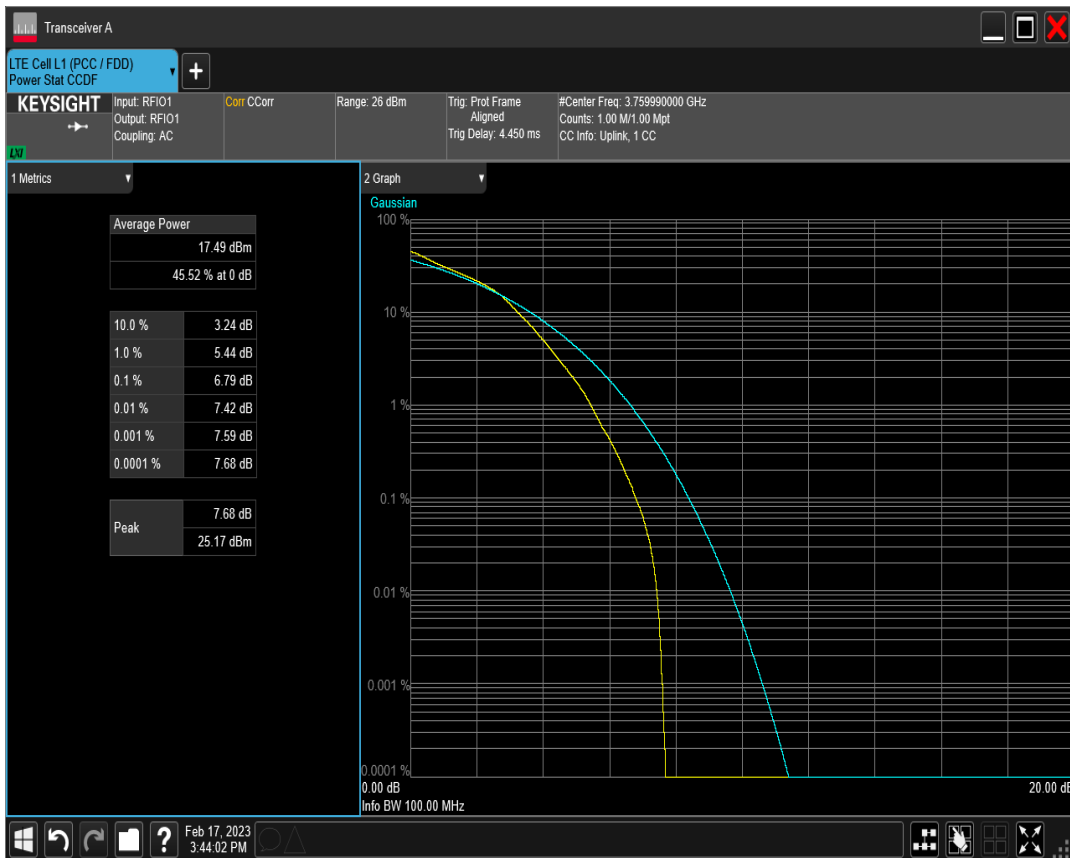 Transceiver A
LTE Cell L1 (PCC / FDD)
Power Stat CCDF
KEYSIGHT
LXI
Input: RFIO1
Output: RFIO1
Coupling: AC
Corr CCorr
Range: 26 dBm
Trig: Prot Frame
Aligned
Trig Delay: 4.450 ms
#Center Freq: 3.759990000 GHz
Counts: 1.00 M/1.00 Mpt
CC Info: Uplink, 1 CC
1 Metrics
Average Power
17.49 dBm
45.52 % at 0 dB
10.0 % 3.24 dB
1.0 % 5.44 dB
0.1 % 6.79 dB
0.01 % 7.42 dB
0.001 % 7.59 dB
0.0001 % 7.68 dB
Peak
7.68 dB
25.17 dBm
2 Graph
Gaussian
100 %
10 %
1 %
0.1 %
0.01 %
0.001 %
0.0001 %
0.00 dB 20.00 dB
Info BW 100.00 MHz
?
Feb 17, 2023
3:44:02 PM